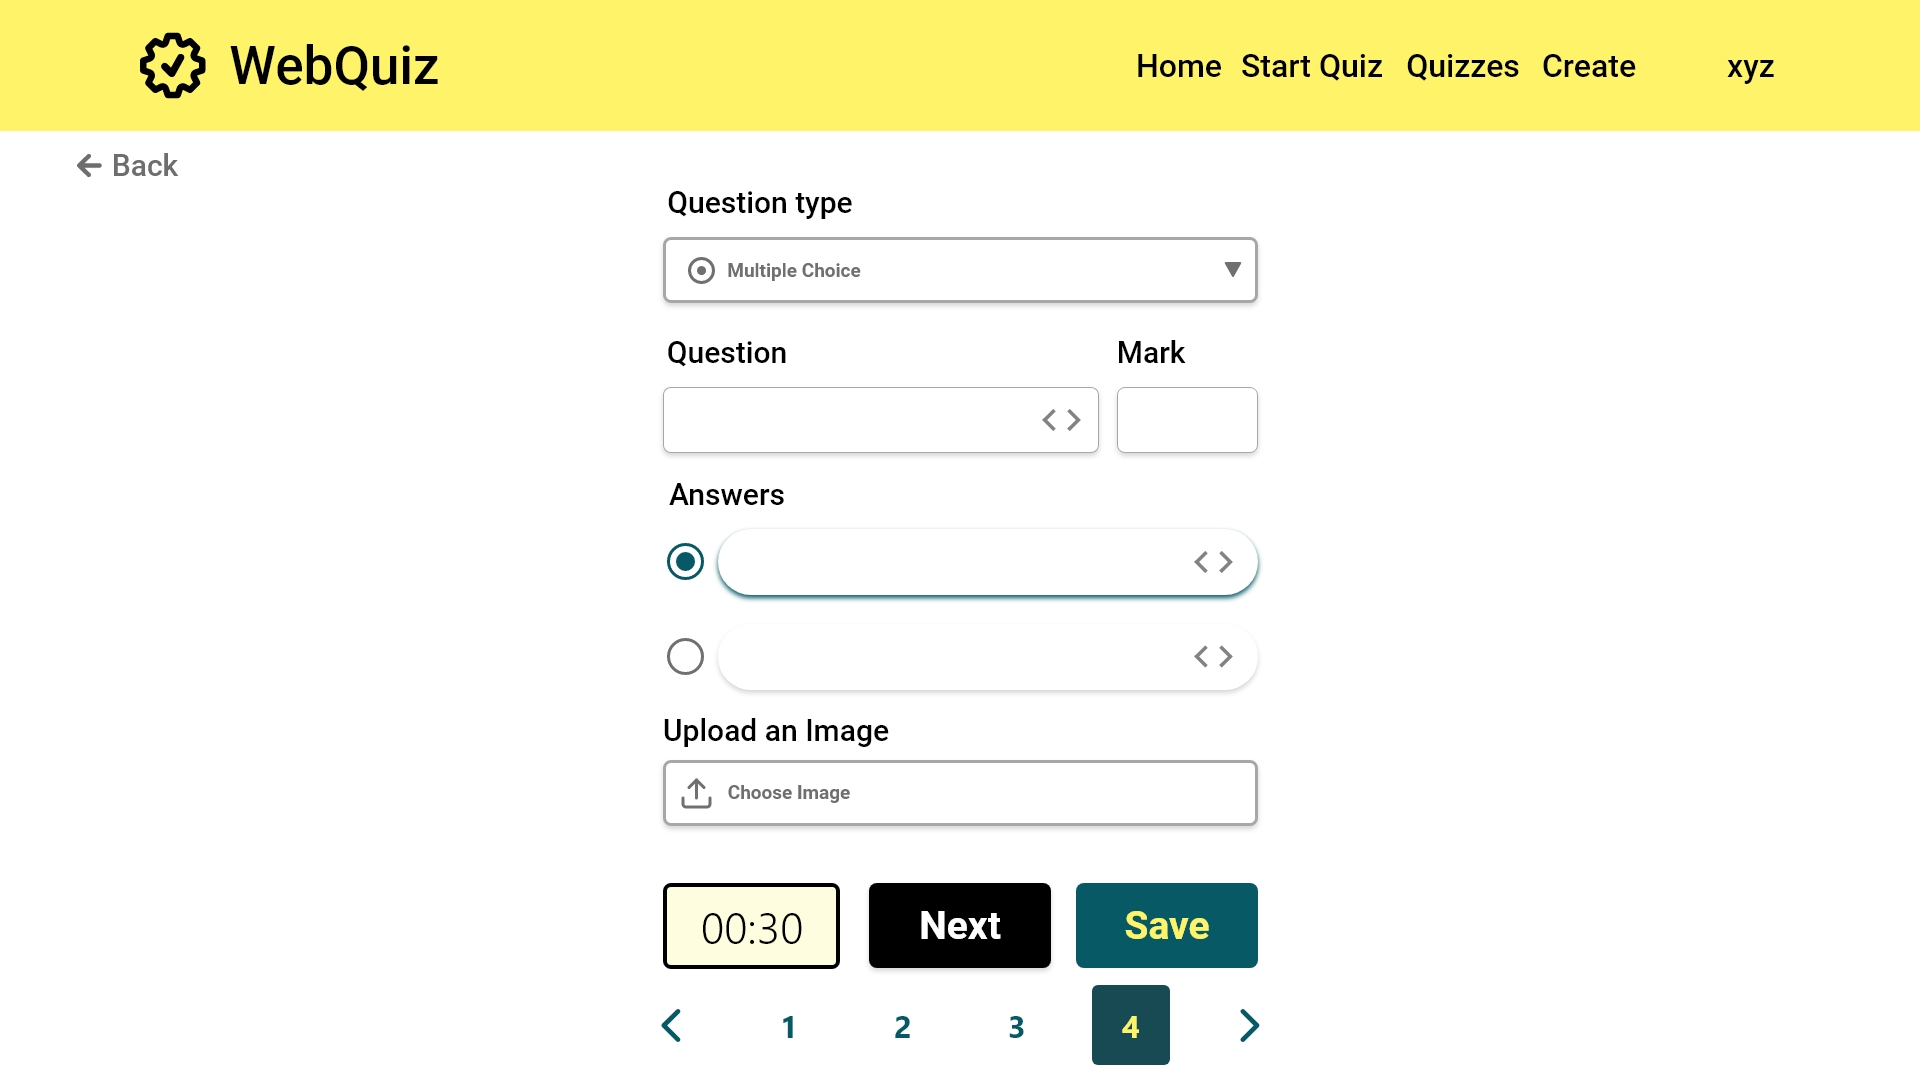 WebQuiz
Home Start Quiz Quizzes Create xyz
Back
Question type
Multiple Choice
Question Mark
Answers
Upload an Image
Choose Image
00:30 Next Save
1 2 3 4